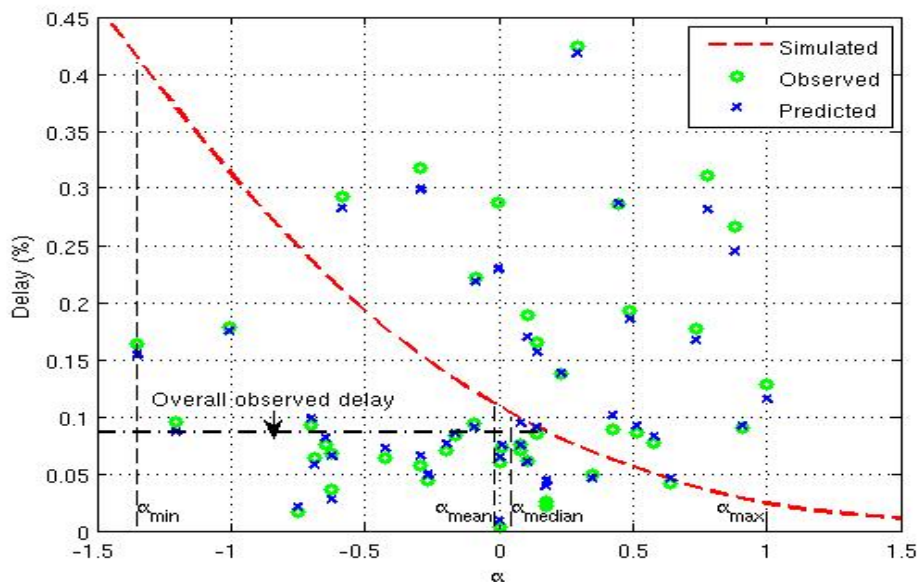 0.45
0.4
0.35
0.3
0.25
0.2
0.15
0.1
0.05
0
Delay (%)
Simulated
Observed
Predicted
Overall observed delay
αmin
αmean
αmedian
αmax
-1.5
-1
-0.5
0
0.5
1
1.5
α